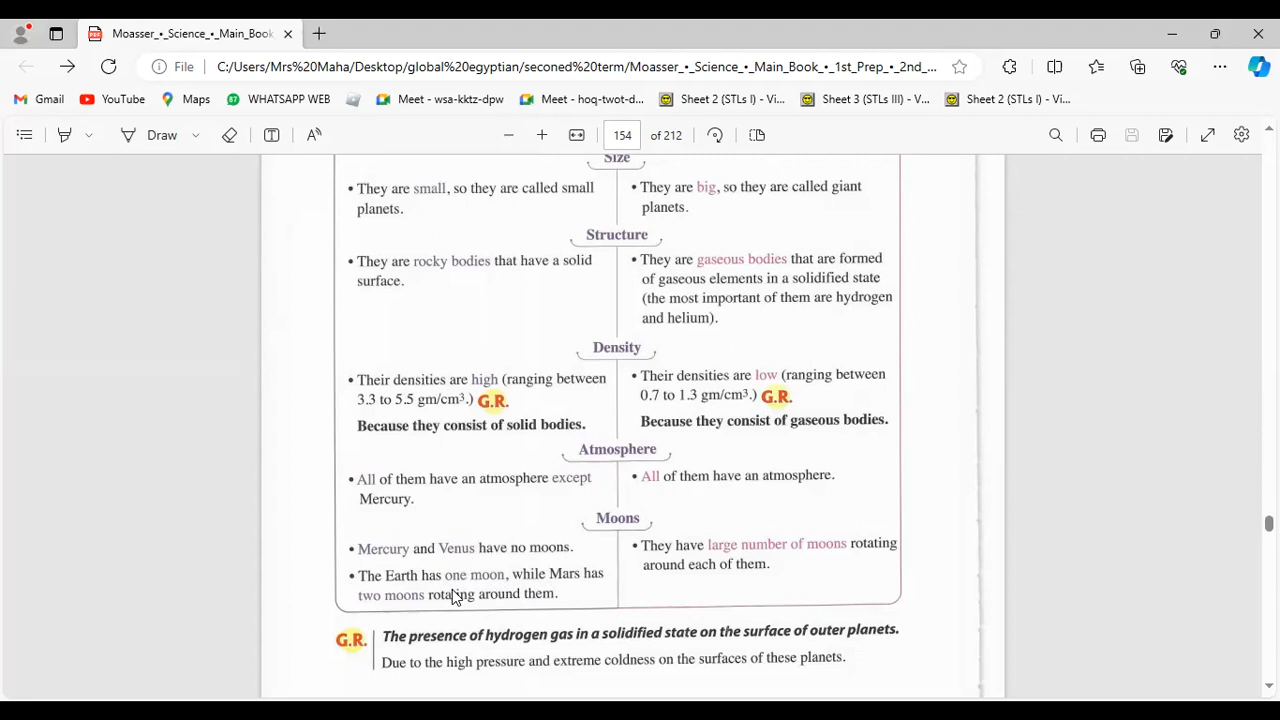 Moasser_•_Science_•_Main_Book
File
C:/Users/Mrs%20Maha/Desktop/global%20egyptian/seconed%20term/Moasser_•_Science_•_Main_Book_•_1st_Prep_•_2nd_...
Gmail
YouTube
Maps
87
WHATSAPP WEB
Meet - wsa-kktz-dpw
Meet - hoq-twot-d...
Sheet 2 (STLs I) - Vi...
Sheet 3 (STLs III) - V...
Sheet 2 (STLs I) - Vi...
Draw
154 of 212
Size
• They are small, so they are called small
planets.
• They are big, so they are called giant
planets.
Structure
• They are rocky bodies that have a solid
surface.
• They are gaseous bodies that are formed
of gaseous elements in a solidified state
(the most important of them are hydrogen
and helium).
Density
• Their densities are high (ranging between
3.3 to 5.5 gm/cm³.) G.R.
Because they consist of solid bodies.
• Their densities are low (ranging between
0.7 to 1.3 gm/cm³.) G.R.
Because they consist of gaseous bodies.
Atmosphere
• All of them have an atmosphere except
Mercury.
• All of them have an atmosphere.
Moons
• Mercury and Venus have no moons.
• The Earth has one moon, while Mars has
two moons rotating around them.
• They have large number of moons rotating
around each of them.
G.R. The presence of hydrogen gas in a solidified state on the surface of outer planets.
Due to the high pressure and extreme coldness on the surfaces of these planets.